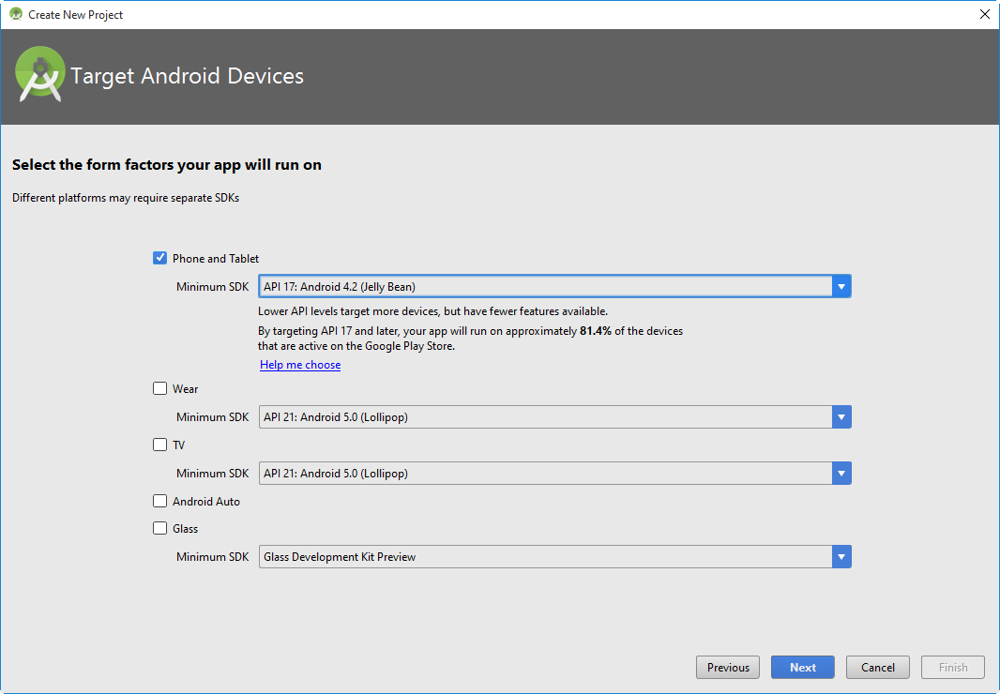 Create New Project
Target Android Devices
Select the form factors your app will run on
Different platforms may require separate SDKs
Phone and Tablet
Minimum SDK API 17: Android 4.2 (Jelly Bean)
Lower API levels target more devices, but have fewer features available.
By targeting API 17 and later, your app will run on approximately 81.4% of the devices
that are active on the Google Play Store.
Help me choose
Wear
Minimum SDK API 21: Android 5.0 (Lollipop)
TV
Minimum SDK API 21: Android 5.0 (Lollipop)
Android Auto
Glass
Minimum SDK Glass Development Kit Preview
Previous Next Cancel Finish